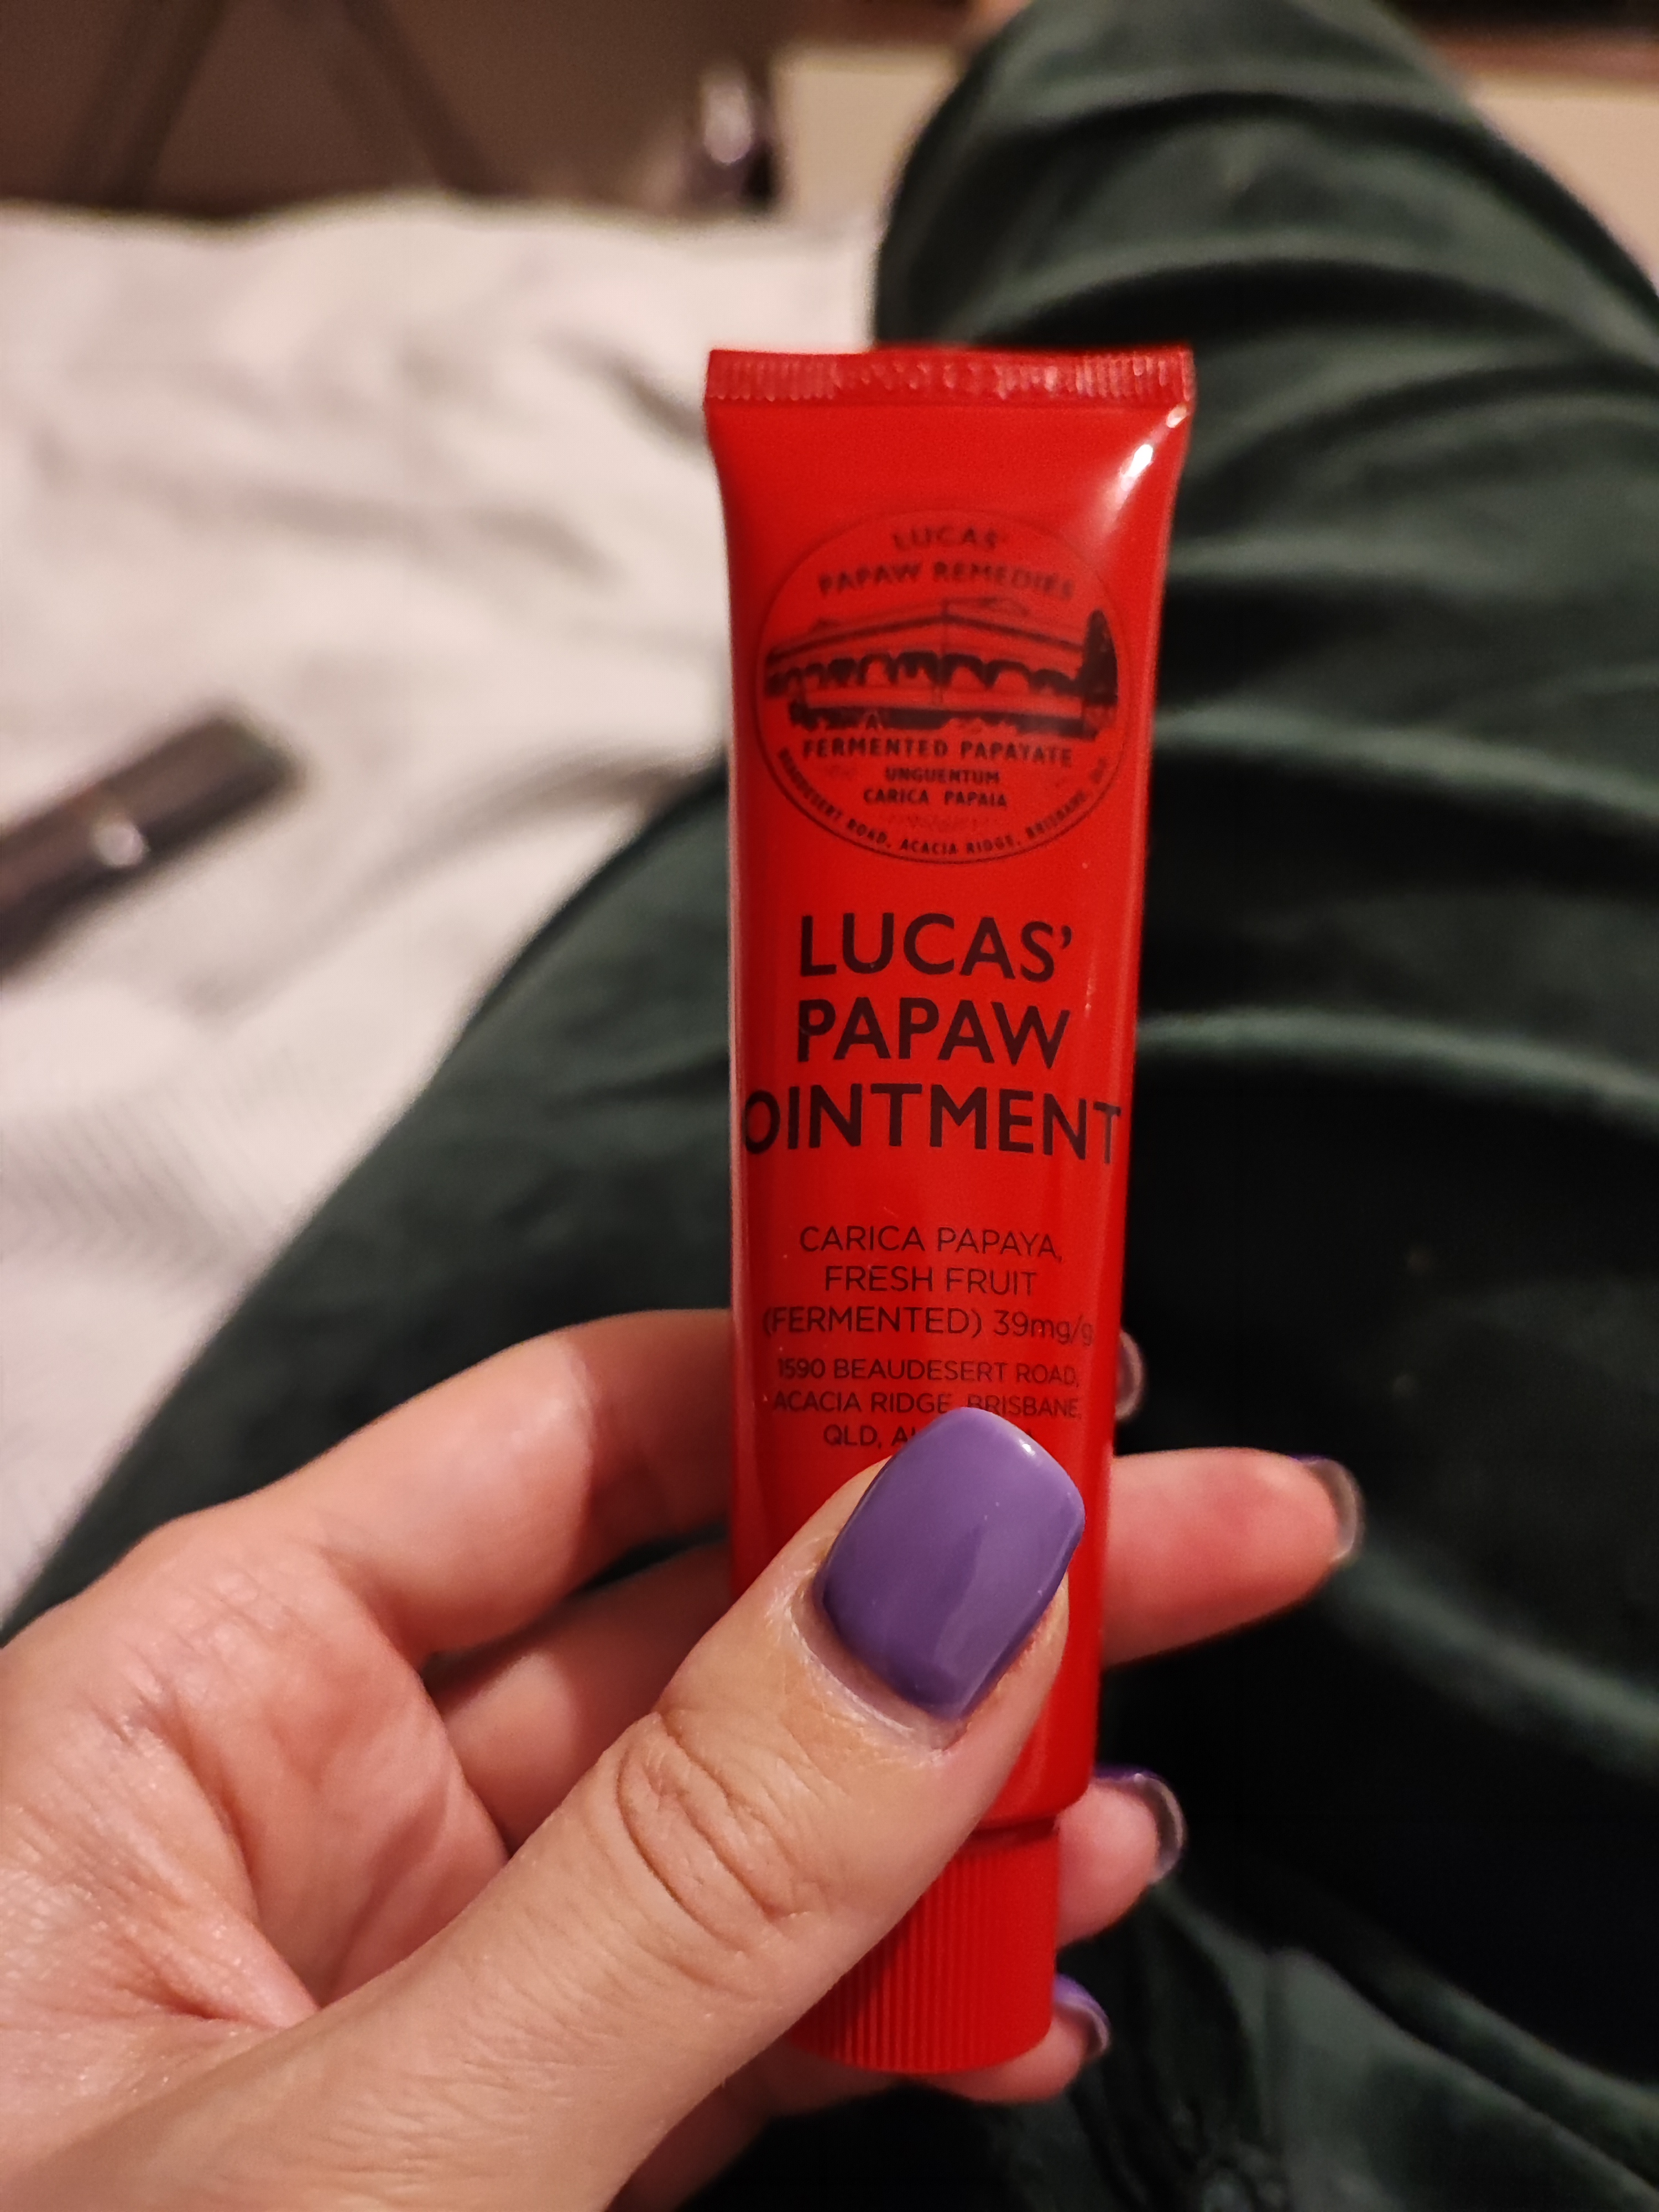 LUCAS'
PAPAW REMEDIES
A
FERMENTED PAPAYATE
UNGUENTUM
CARICA PAPAIA
BEAUDESERT ROAD, ACACIA RIDGE, BRISBANE,
LUCAS'
PAPAW
OINTMENT
CARICA PAPAYA,
FRESH FRUIT
(FERMENTED) 39mg/g
1590 BEAUDESERT ROAD,
ACACIA RIDGE, BRISBANE,
QLD,